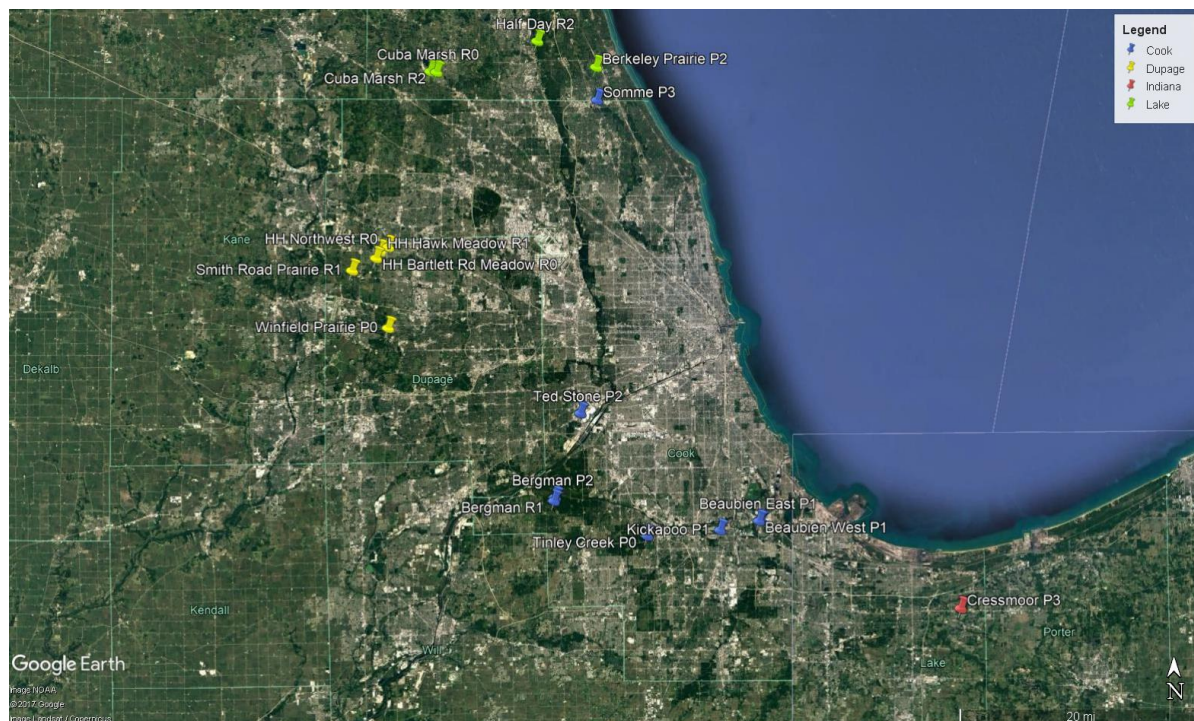 Half Day R2
Legend
Cook
Dupage
Indiana
Lake
Cuba Marsh R0
Berkeley Prairie P2
Cuba Marsh R2
Somme P3
HH Northwest R0
HH Hawk Meadow R1
Kane
HH Bartlett Rd Meadow R0
Smith Road Prairie R1
Winfield Prairie P0
Dekalb
Dupage
Ted Stone P2
Cook
Bergman P2
Bergman R1
Beaubien East P1
Kickapoo P1
Beaubien West P1
Tinley Creek P0
Cressmoor P3
Kendall
Porter
Will
Lake
Google Earth
N
Image NOAA
©2017 Google
Image Landsat / Copernicus
20 mi